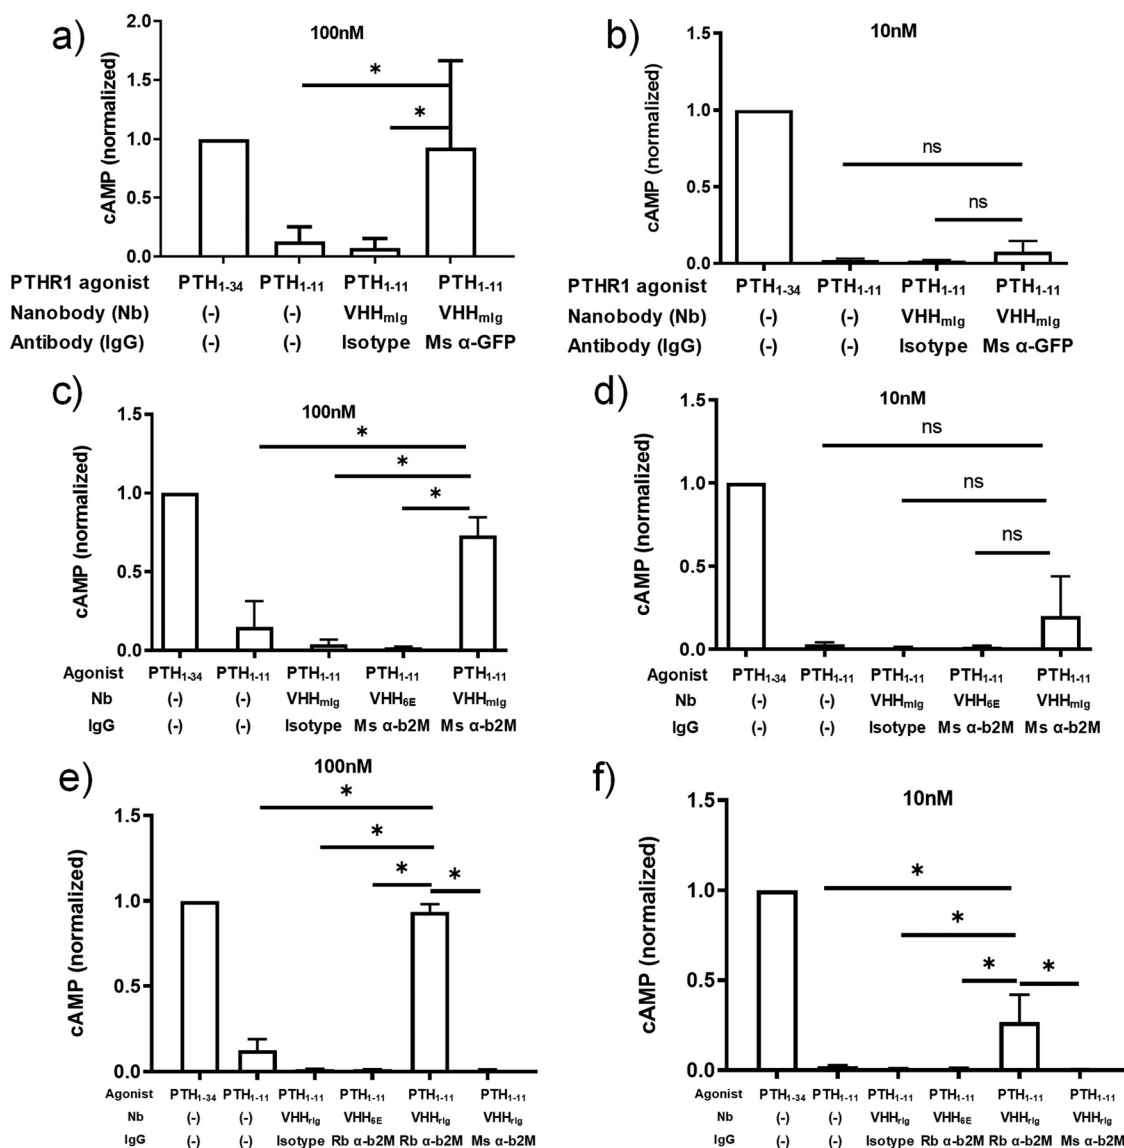 a)
100nM
2.0
1.5
1.0
0.5
0.0
cAMP (normalized)
*
*
PTHR1 agonist PTH1-34 PTH1-11 PTH1-11 PTH1-11
Nanobody (Nb) (-) (-) VHHmIg VHHmIg
Antibody (IgG) (-) (-) Isotype Ms α-GFP
b)
10nM
1.5
1.0
0.5
0.0
cAMP (normalized)
ns
ns
PTHR1 agonist PTH1-34 PTH1-11 PTH1-11 PTH1-11
Nanobody (Nb) (-) (-) VHHmIg VHHmIg
Antibody (IgG) (-) (-) Isotype Ms α-GFP
c)
100nM
1.5
1.0
0.5
0.0
cAMP (normalized)
*
*
*
Agonist PTH1-34 PTH1-11 PTH1-11 PTH1-11 PTH1-11
Nb (-) (-) VHHmIg VHH6E VHHmIg
IgG (-) (-) Isotype Ms α-b2M Ms α-b2M
d)
10nM
1.5
1.0
0.5
0.0
cAMP (normalized)
ns
ns
ns
Agonist PTH1-34 PTH1-11 PTH1-11 PTH1-11 PTH1-11
Nb (-) (-) VHHmIg VHH6E VHHmIg
IgG (-) (-) Isotype Ms α-b2M Ms α-b2M
e)
100nM
1.5
1.0
0.5
0.0
cAMP (normalized)
*
*
* *
Agonist PTH1-34 PTH1-11 PTH1-11 PTH1-11 PTH1-11 PTH1-11
Nb (-) (-) VHHrIg VHH6E VHHrIg VHHrIg
IgG (-) (-) Isotype Rb α-b2M Rb α-b2M Ms α-b2M
f)
10nM
1.5
1.0
0.5
0.0
cAMP (normalized)
*
*
* *
Agonist PTH1-34 PTH1-11 PTH1-11 PTH1-11 PTH1-11 PTH1-11
Nb (-) (-) VHHrIg VHH6E VHHrIg VHHrIg
IgG (-) (-) Isotype Rb α-b2M Rb α-b2M Ms α-b2M